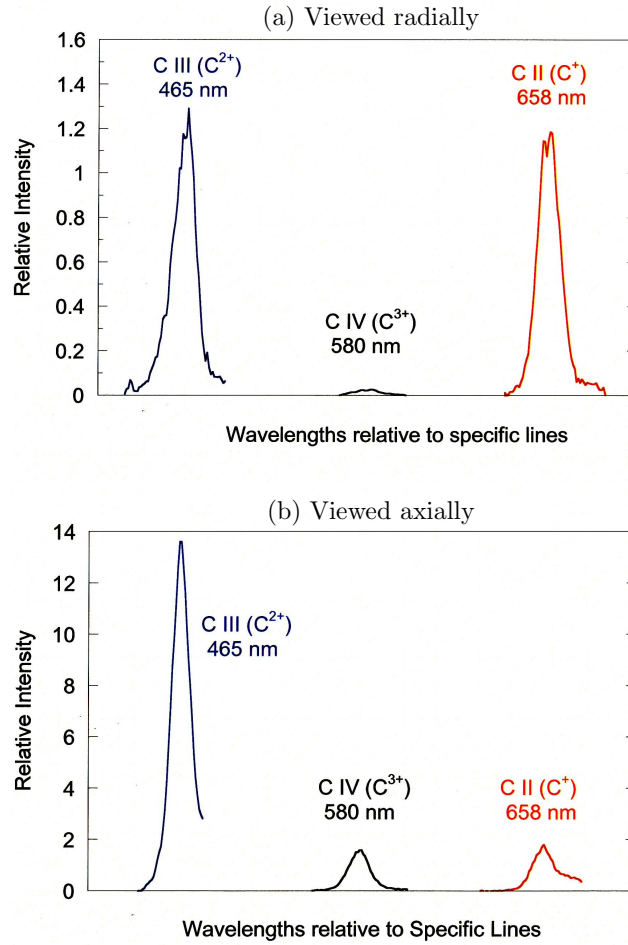 (a) Viewed radially
1.6
1.4
1.2
1
0.8
0.6
0.4
0.2
0
Relative Intensity
C III (C²⁺)
465 nm
C II (C⁺)
658 nm
C IV (C³⁺)
580 nm
Wavelengths relative to specific lines
(b) Viewed axially
14
12
10
8
6
4
2
0
Relative Intensity
C III (C²⁺)
465 nm
C IV (C³⁺)
580 nm
C II (C⁺)
658 nm
Wavelengths relative to Specific Lines